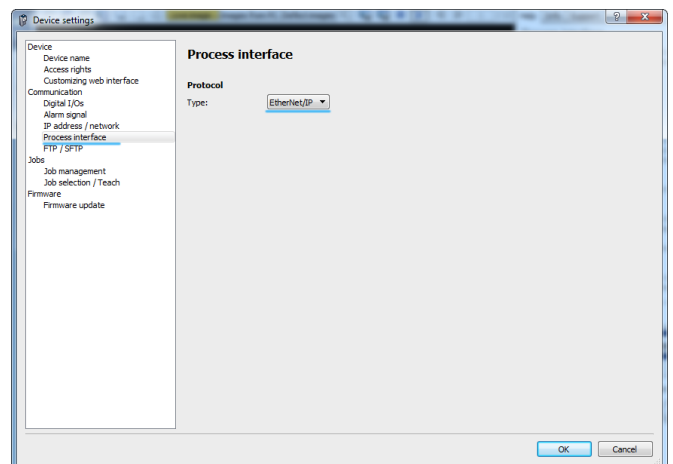 Device settings
Device
Device name
Access rights
Customizing web interface
Communication
Digital I/Os
Alarm signal
IP address / network
Process interface
FTP / SFTP
Jobs
Job management
Job selection / Teach
Firmware
Firmware update
Process interface
Protocol
Type:
EtherNet/IP
OK
Cancel